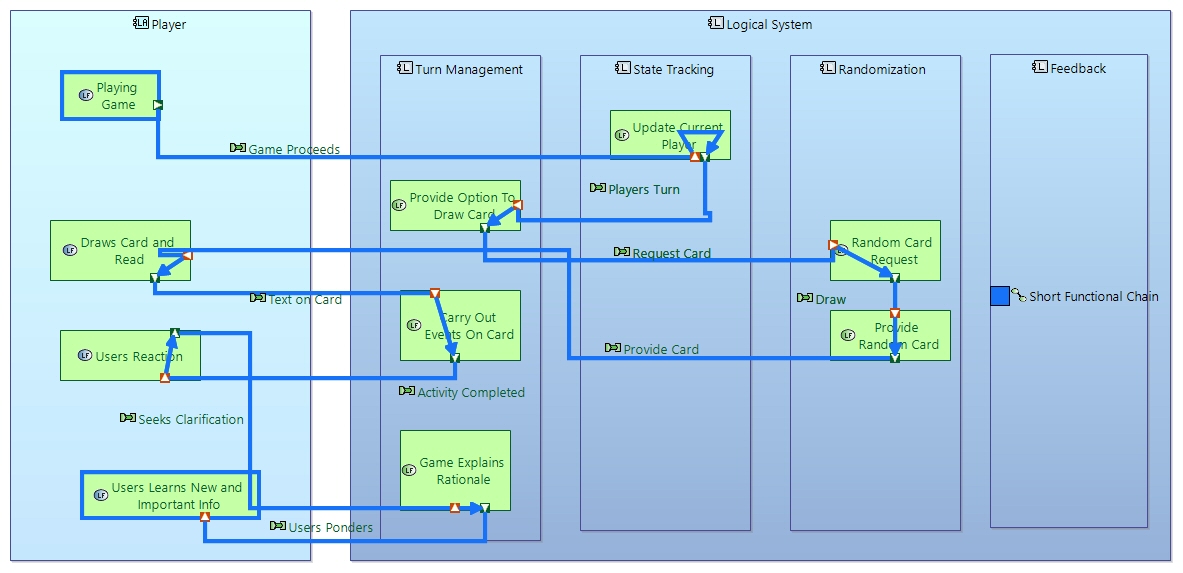 LA Player
L Logical System
L Turn Management
L State Tracking
L Randomization
L Feedback
LF Playing
Game
LF Update Current
Player
Game Proceeds
Players Turn
LF Provide Option To
Draw Card
LF Draws Card and
Read
Request Card
LF Random Card
Request
Text on Card
Draw
Short Functional Chain
LF Carry Out
Events On Card
LF Provide
Random Card
Provide Card
LF Users Reaction
Activity Completed
Seeks Clarification
LF Game Explains
Rationale
LF Users Learns New and
Important Info
Users Ponders